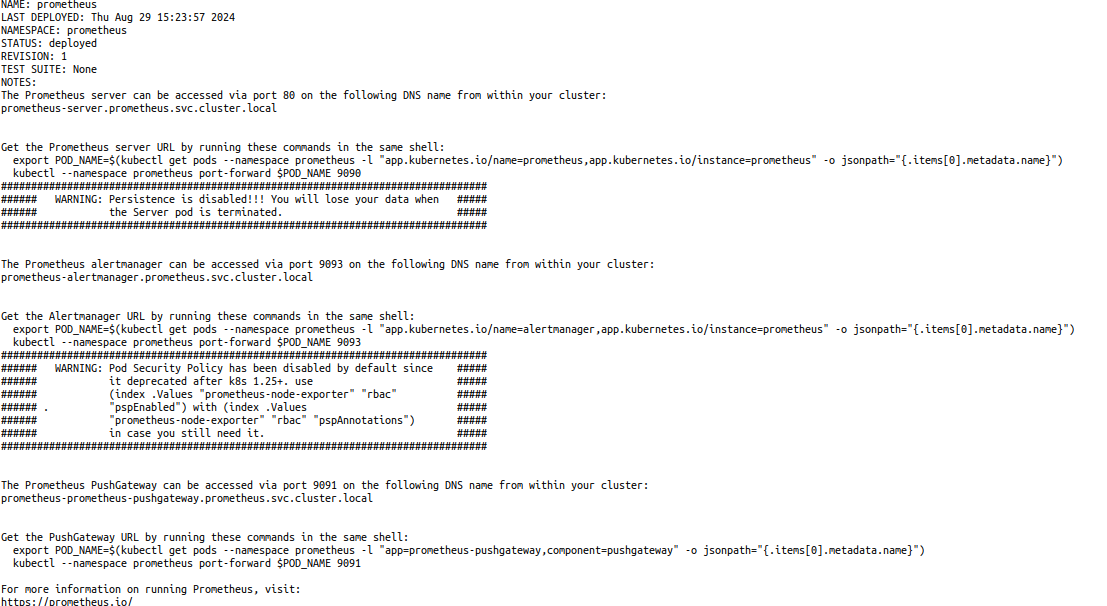 NAME: prometheus
LAST DEPLOYED: Thu Aug 29 15:23:57 2024
NAMESPACE: prometheus
STATUS: deployed
REVISION: 1
TEST SUITE: None
NOTES:
The Prometheus server can be accessed via port 80 on the following DNS name from within your cluster:
prometheus-server.prometheus.svc.cluster.local


Get the Prometheus server URL by running these commands in the same shell:
  export POD_NAME=$(kubectl get pods --namespace prometheus -l "app.kubernetes.io/name=prometheus,app.kubernetes.io/instance=prometheus" -o jsonpath="{.items[0].metadata.name}")
  kubectl --namespace prometheus port-forward $POD_NAME 9090
#################################################################################
######   WARNING: Persistence is disabled!!! You will lose your data when   #####
######            the Server pod is terminated.                             #####
#################################################################################


The Prometheus alertmanager can be accessed via port 9093 on the following DNS name from within your cluster:
prometheus-alertmanager.prometheus.svc.cluster.local


Get the Alertmanager URL by running these commands in the same shell:
  export POD_NAME=$(kubectl get pods --namespace prometheus -l "app.kubernetes.io/name=alertmanager,app.kubernetes.io/instance=prometheus" -o jsonpath="{.items[0].metadata.name}")
  kubectl --namespace prometheus port-forward $POD_NAME 9093
#################################################################################
######   WARNING: Pod Security Policy has been disabled by default since    #####
######            it deprecated after k8s 1.25+. use                        #####
######            (index .Values "prometheus-node-exporter" "rbac"          #####
###### .          "pspEnabled") with (index .Values                         #####
######            "prometheus-node-exporter" "rbac" "pspAnnotations")       #####
######            in case you still need it.                                #####
#################################################################################


The Prometheus PushGateway can be accessed via port 9091 on the following DNS name from within your cluster:
prometheus-prometheus-pushgateway.prometheus.svc.cluster.local


Get the PushGateway URL by running these commands in the same shell:
  export POD_NAME=$(kubectl get pods --namespace prometheus -l "app=prometheus-pushgateway,component=pushgateway" -o jsonpath="{.items[0].metadata.name}")
  kubectl --namespace prometheus port-forward $POD_NAME 9091

For more information on running Prometheus, visit:
https://prometheus.io/